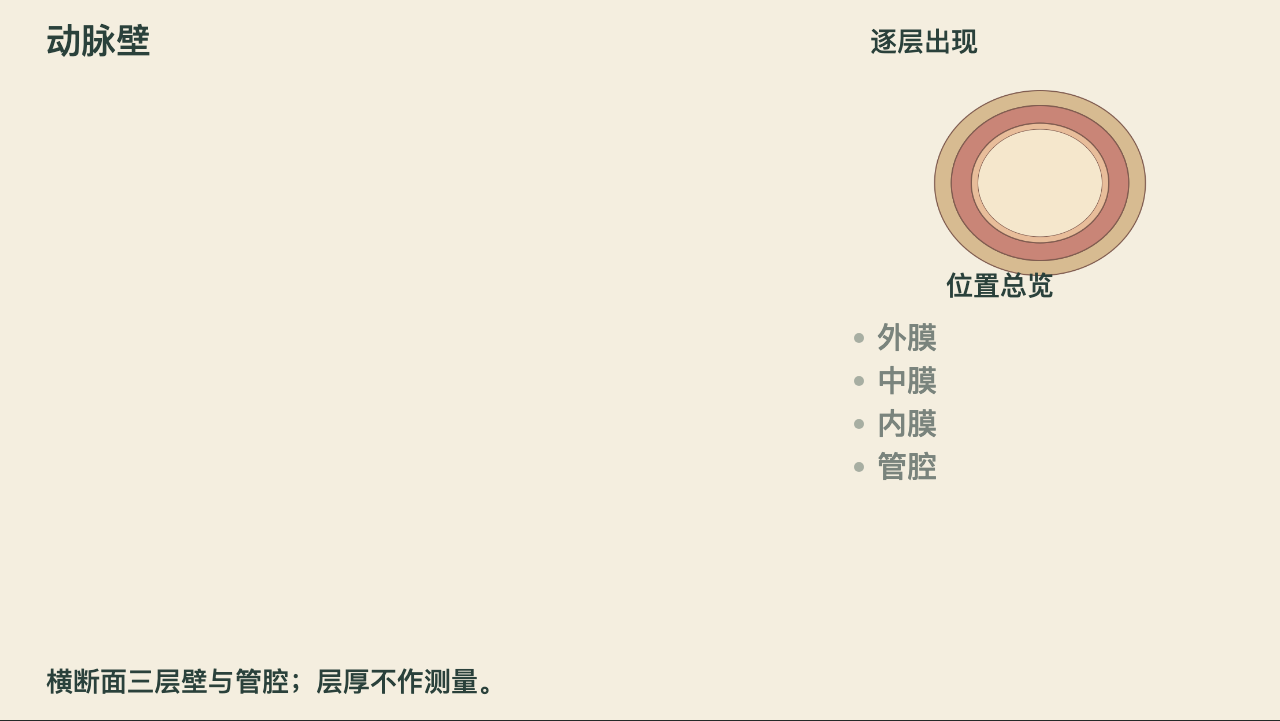 动脉壁
逐层出现
位置总览
外膜
中膜
内膜
管腔
横断面三层壁与管腔；层厚不作测量。